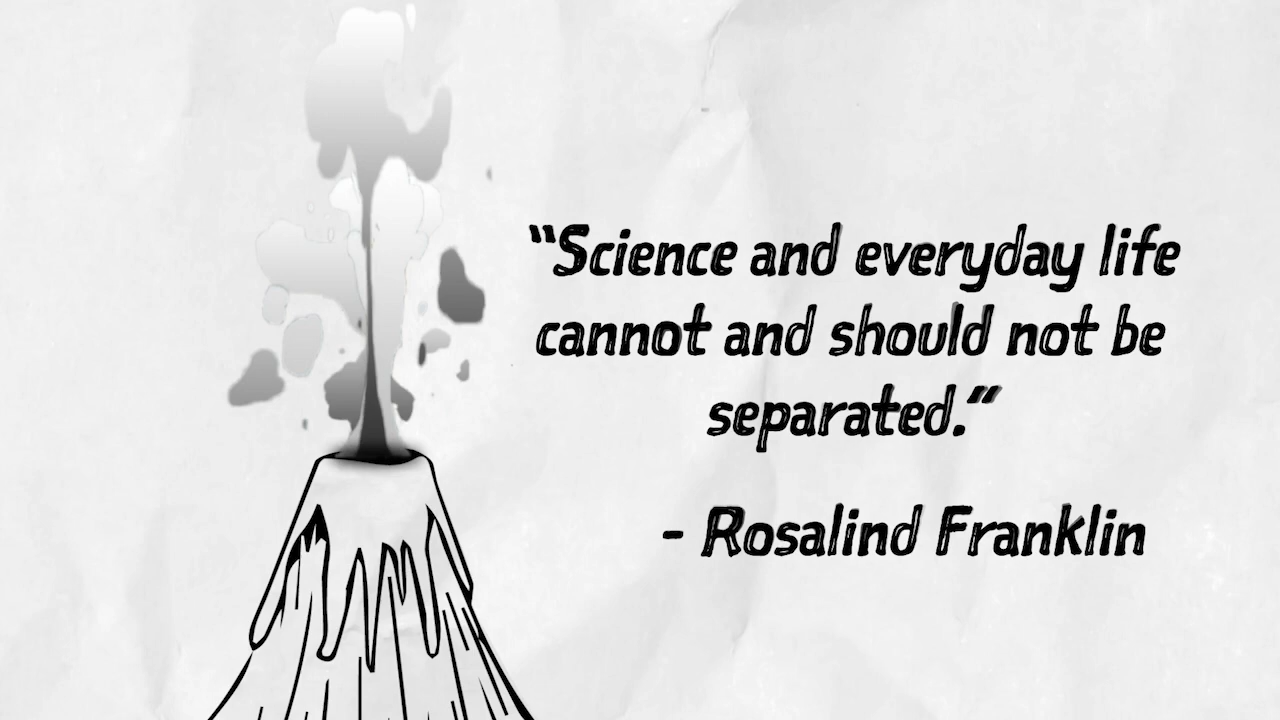 “Science and everyday life
cannot and should not be
separated.”
- Rosalind Franklin